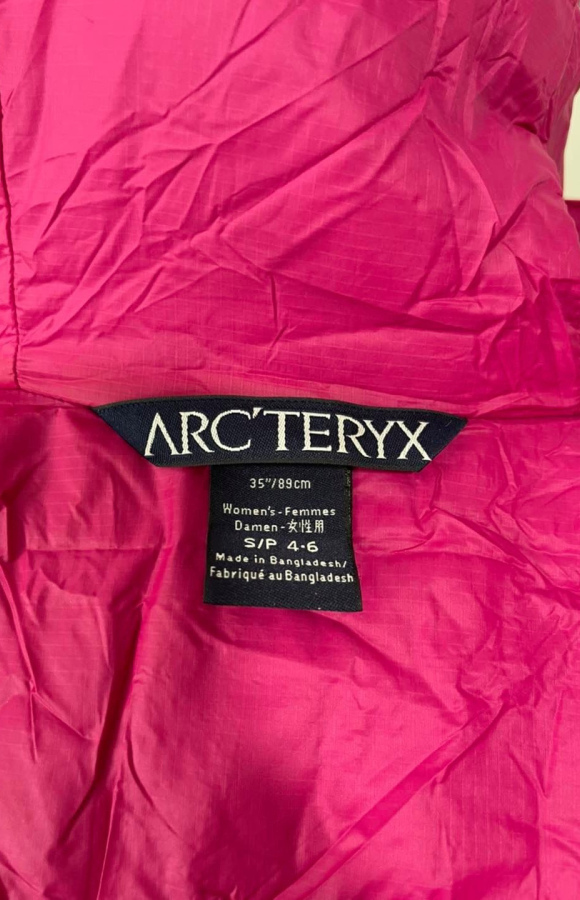 ARC'TERYX
35"/89cm
Women's-Femmes
Damen-女性用
S/P 4-6
Made in Bangladesh/
Fabriqué au Bangladesh